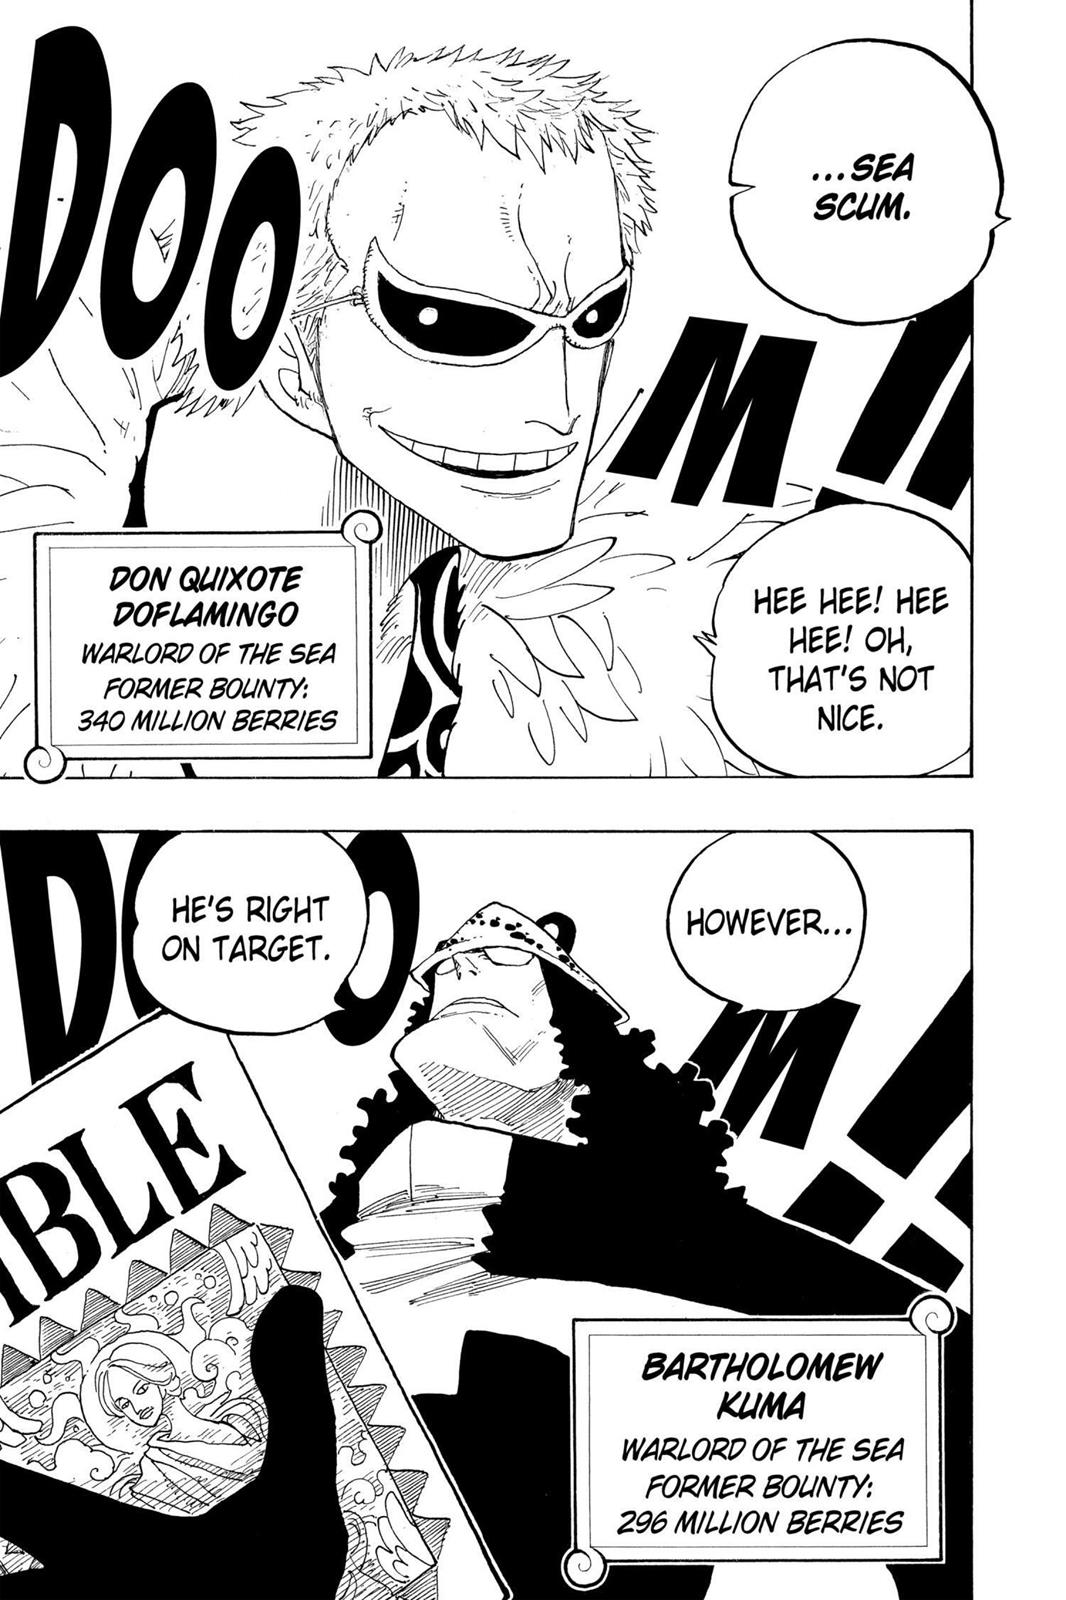 ...SEA
SCUM.
DOOM!!
HEE HEE! HEE
HEE! OH,
THAT'S NOT
NICE.
DON QUIXOTE
DOFLAMINGO
WARLORD OF THE SEA
FORMER BOUNTY:
340 MILLION BERRIES
HOWEVER...
HE'S RIGHT
ON TARGET.
DOOM!!
IBLE
BARTHOLOMEW
KUMA
WARLORD OF THE SEA
FORMER BOUNTY:
296 MILLION BERRIES